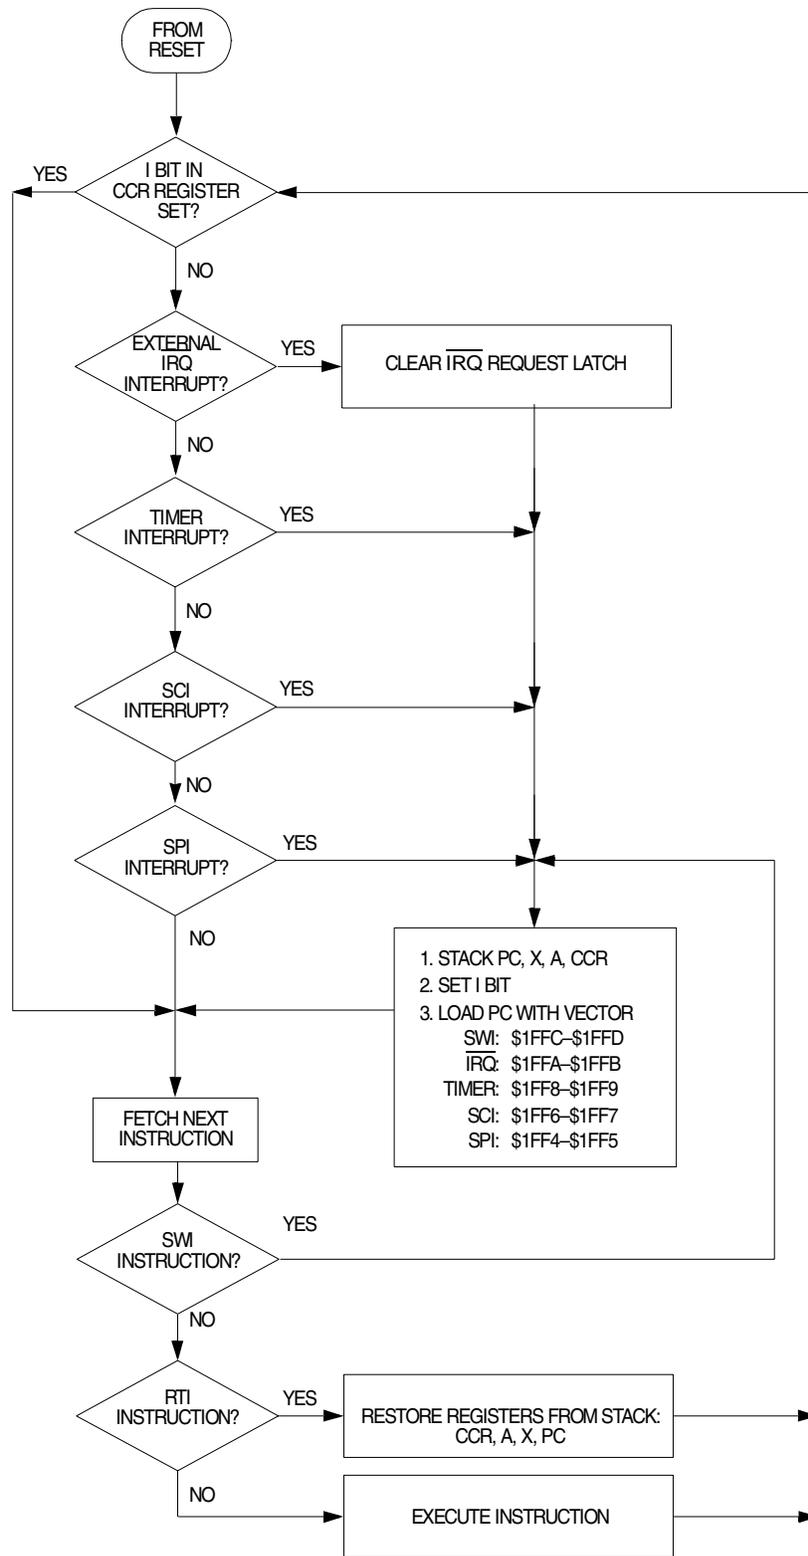 FROM
RESET
I BIT IN
CCR REGISTER
SET?
YES
NO
EXTERNAL
IRQ
INTERRUPT?
YES
CLEAR IRQ REQUEST LATCH
NO
TIMER
INTERRUPT?
YES
NO
SCI
INTERRUPT?
YES
NO
SPI
INTERRUPT?
YES
NO
1. STACK PC, X, A, CCR
2. SET I BIT
3. LOAD PC WITH VECTOR
SWI: $1FFC–$1FFD
IRQ: $1FFA–$1FFB
TIMER: $1FF8–$1FF9
SCI: $1FF6–$1FF7
SPI: $1FF4–$1FF5
FETCH NEXT
INSTRUCTION
SWI
INSTRUCTION?
YES
NO
RTI
INSTRUCTION?
YES
RESTORE REGISTERS FROM STACK:
CCR, A, X, PC
NO
EXECUTE INSTRUCTION